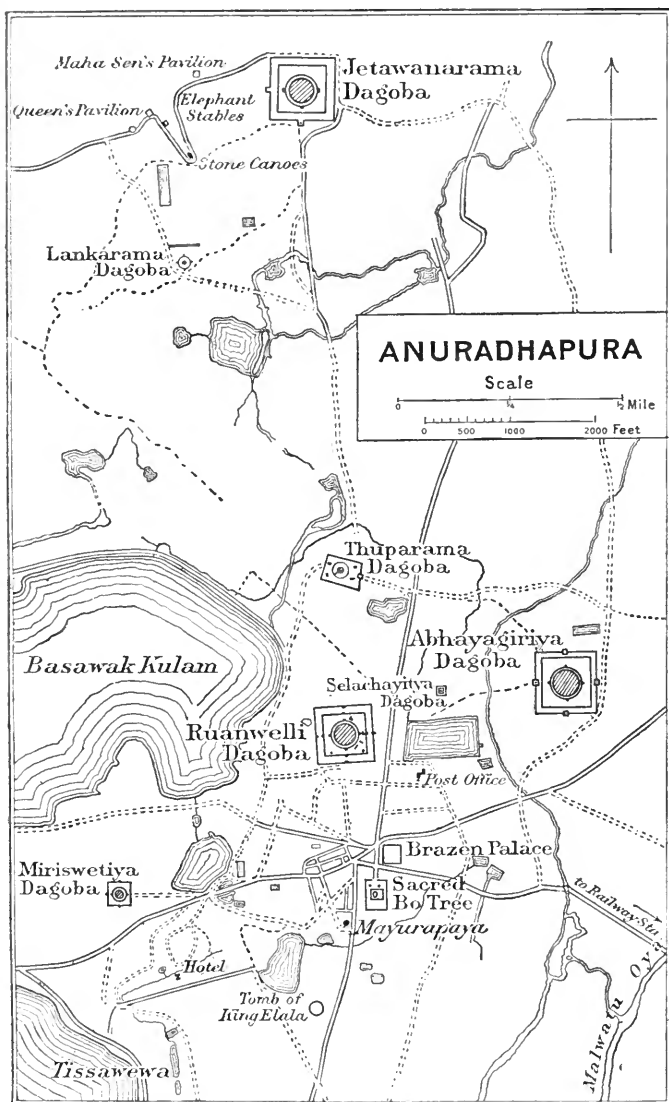 Maha Sen's Pavilion
Jetawanarama
Dagoba
Queen's Pavilion
Elephant
Stables
Stone Canoes
Lankarama
Dagoba
ANURADHAPURA
Scale
0 ¼ ½ Mile
0 500 1000 2000 Feet
Thuparama
Dagoba
Abhayagiriya
Dagoba
Basawak Kulam
Selachayitya
Dagoba
Ruanwelli
Dagoba
Post Office
Brazen Palace
Miriswetiya
Dagoba
Sacred
Bo Tree
to Railway Sta.
Mayurapaya
Hotel
Tomb of
King Elala
Malwatu Oya
Tissawewa